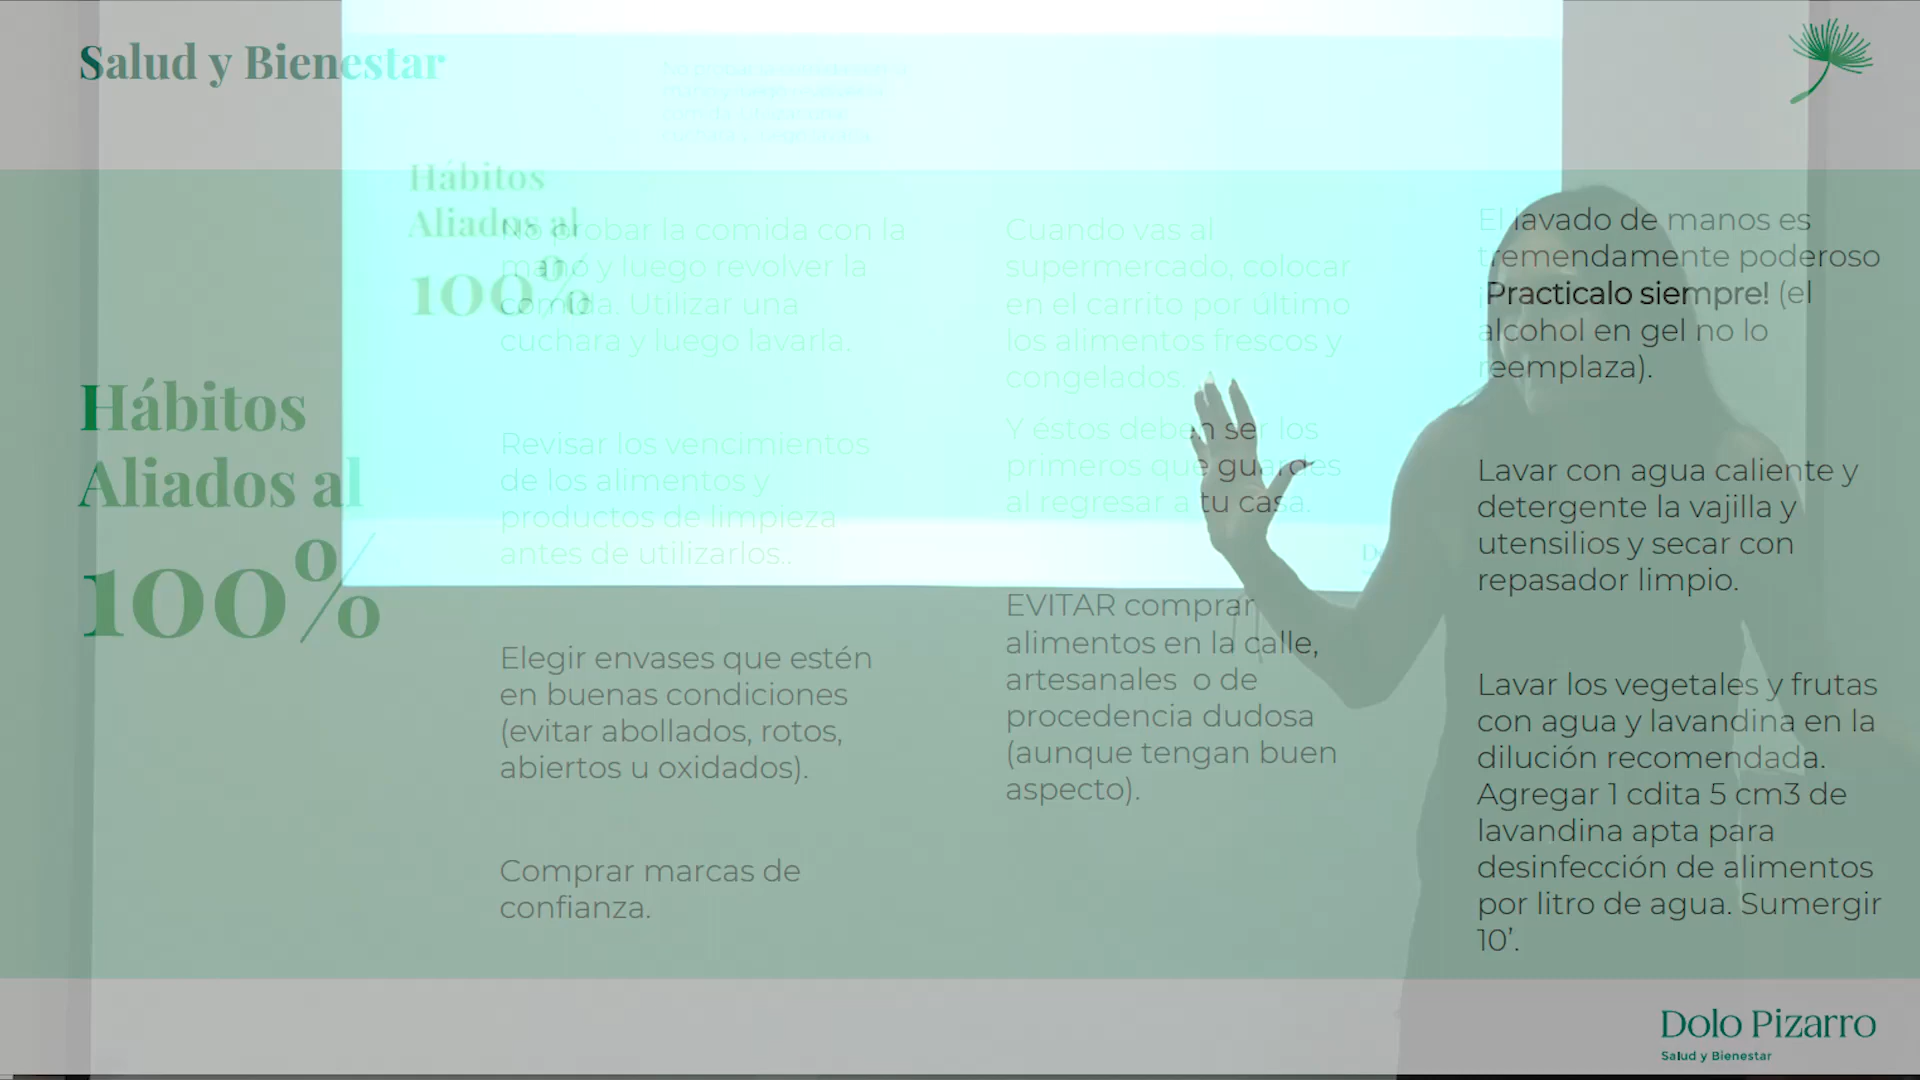 Salud y Bienestar
Hábitos
Aliados al
100%
Hábitos
Aliados al
100%
No probar la comida con la
mano y luego revolver la
comida. Utilizar una
cuchara y luego lavarla.
Revisar los vencimientos
de los alimentos y
productos de limpieza
antes de utilizarlos..
Elegir envases que estén
en buenas condiciones
(evitar abollados, rotos,
abiertos u oxidados).
Comprar marcas de
confianza.
Cuando vas al
supermercado, colocar
en el carrito por último
los alimentos frescos y
congelados.
Y éstos deben ser los
primeros que guardes
al regresar a tu casa.
EVITAR comprar
alimentos en la calle,
artesanales o de
procedencia dudosa
(aunque tengan buen
aspecto).
El lavado de manos es
tremendamente poderoso
¡Practicalo siempre! (el
alcohol en gel no lo
reemplaza).
Lavar con agua caliente y
detergente la vajilla y
utensilios y secar con
repasador limpio.
Lavar los vegetales y frutas
con agua y lavandina en la
dilución recomendada.
Agregar 1 cdita 5 cm3 de
lavandina apta para
desinfección de alimentos
por litro de agua. Sumergir
10’.
Dolo Pizarro
Salud y Bienestar